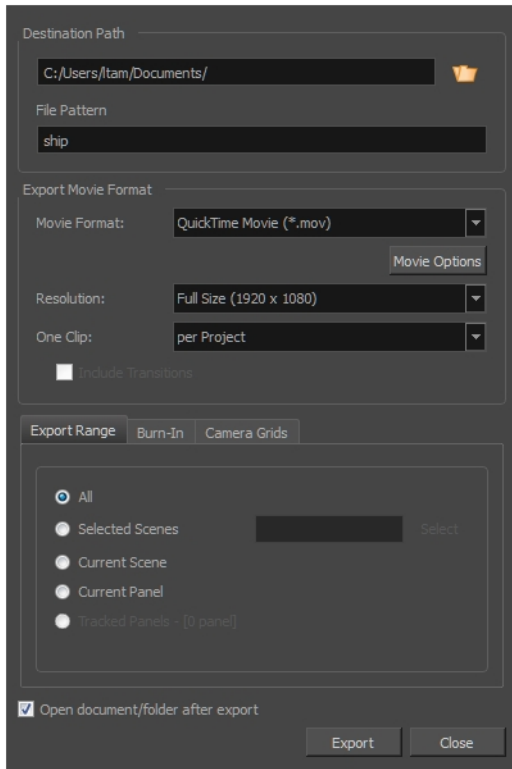 Destination Path
C:/Users/ltam/Documents/
File Pattern
ship
Export Movie Format
Movie Format: QuickTime Movie (*.mov)
Movie Options
Resolution: Full Size (1920 x 1080)
One Clip: per Project
Include Transitions
Export Range Burn-In Camera Grids
All
Selected Scenes Select
Current Scene
Current Panel
Tracked Panels - [0 panel]
Open document/folder after export
Export Close